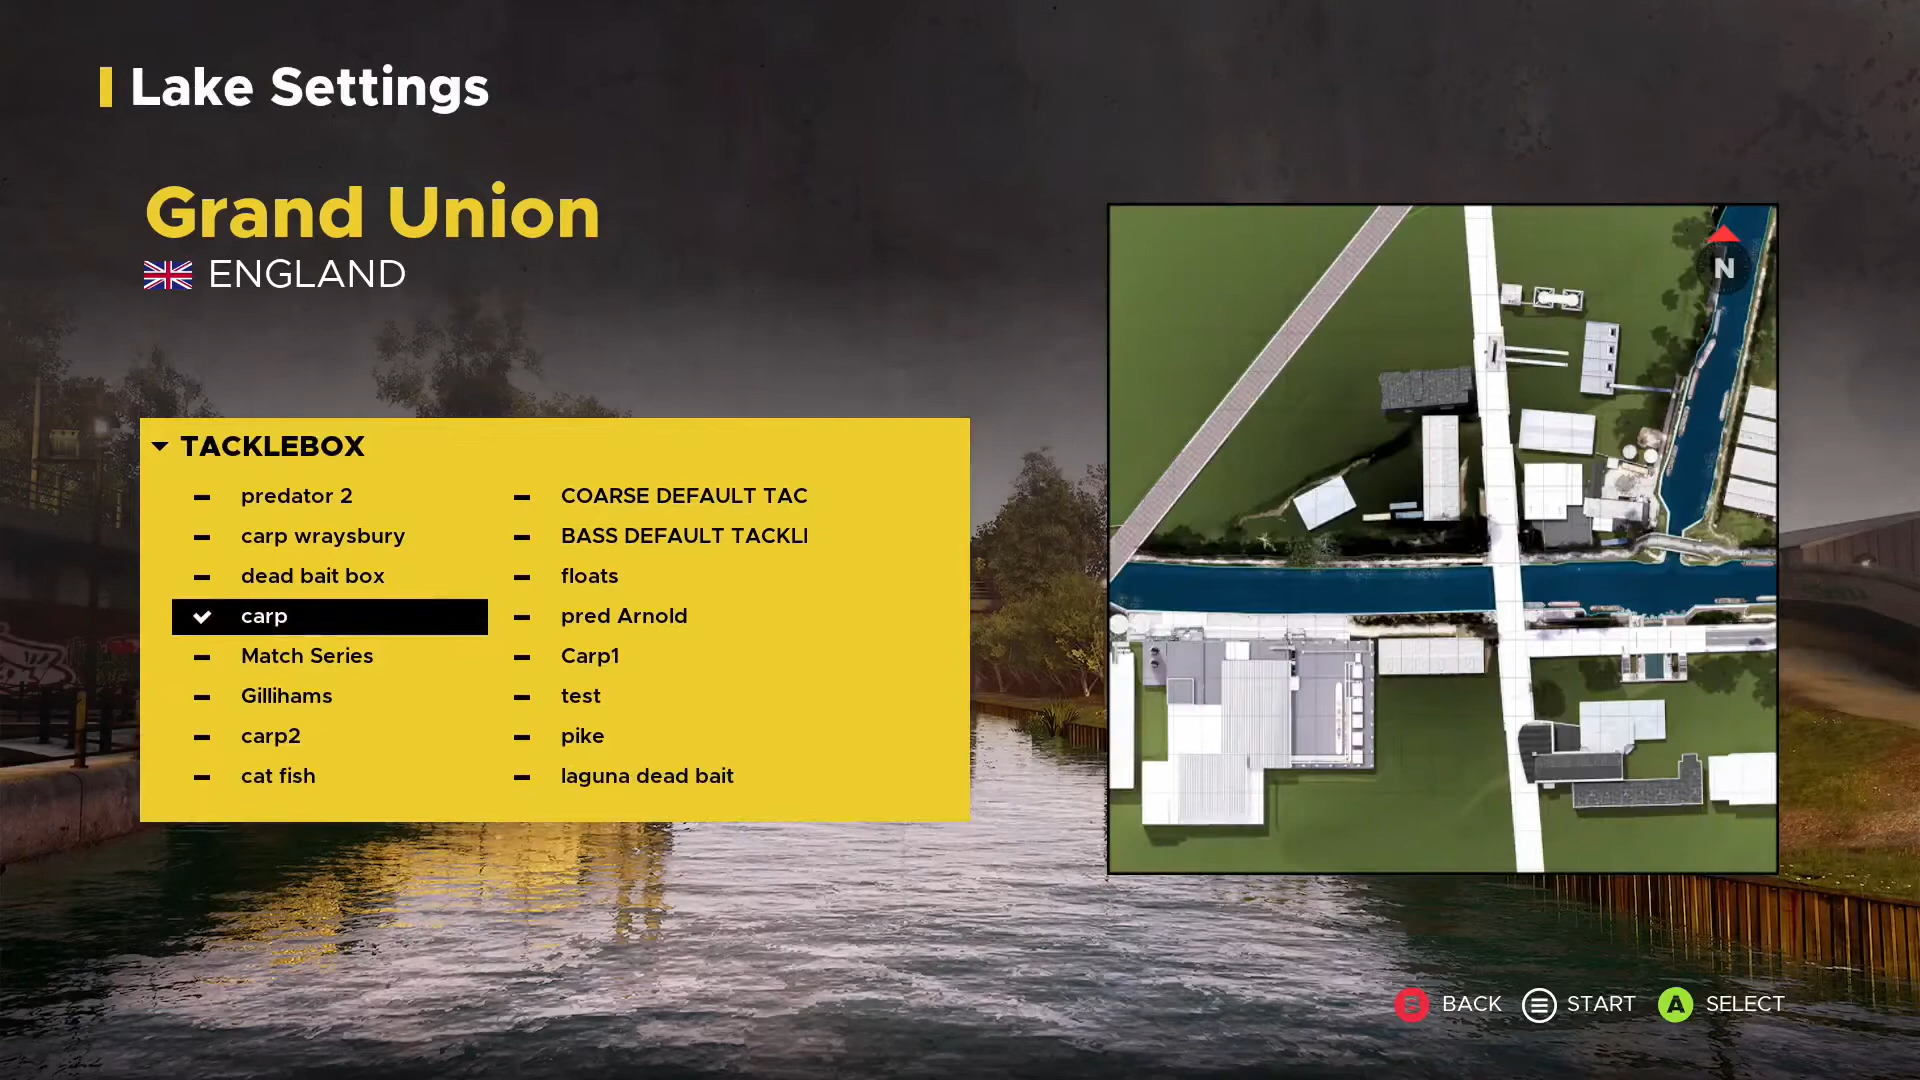 Lake Settings
Grand Union
ENGLAND
TACKLEBOX
predator 2
carp wraysbury
dead bait box
carp
Match Series
Gillihams
carp2
cat fish
COARSE DEFAULT TAC
BASS DEFAULT TACKLI
floats
pred Arnold
Carp1
test
pike
laguna dead bait
N
B BACK
START
A SELECT